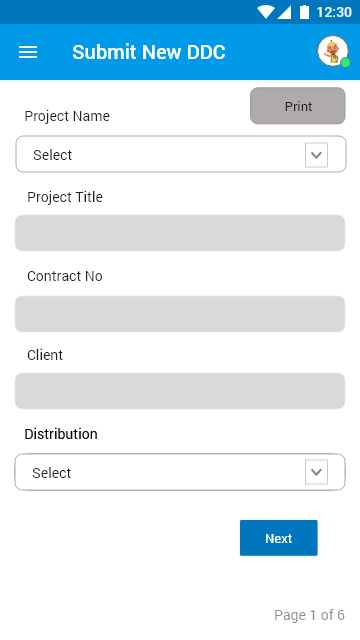 12:30
Submit New DDC
Print
Project Name
Select
Project Title
Contract No
Client
Distribution
Select
Next
Page 1 of 6